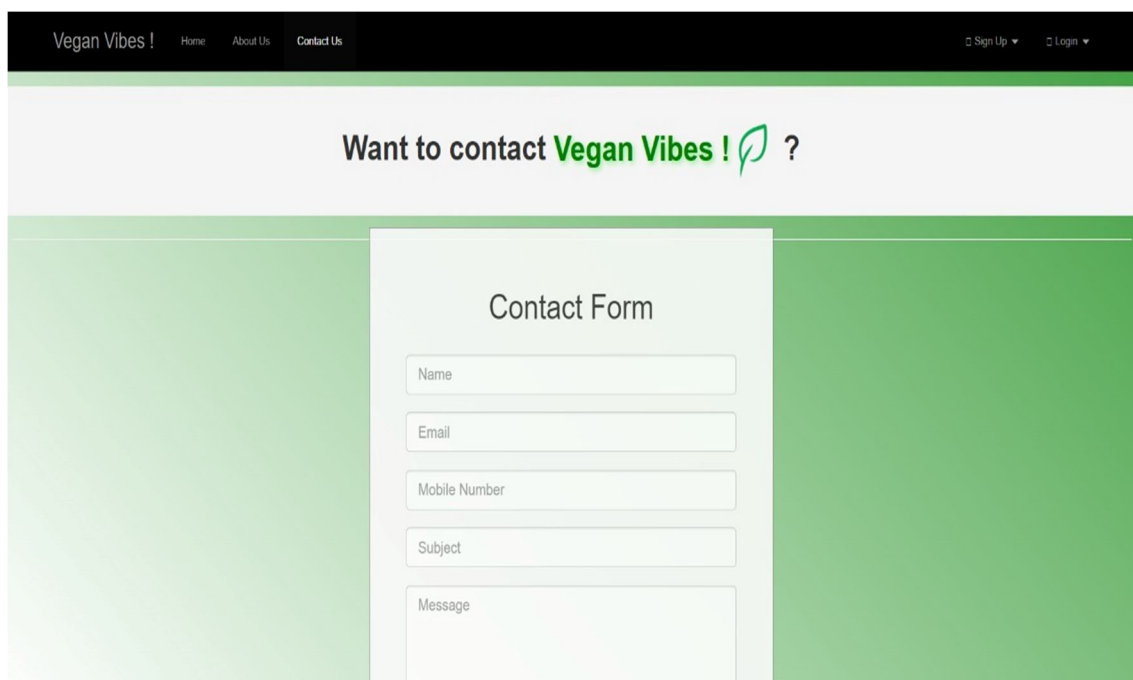 Vegan Vibes ! Home About Us Contact Us Sign Up Login
Want to contact Vegan Vibes ! ?
Contact Form
Name
Email
Mobile Number
Subject
Message